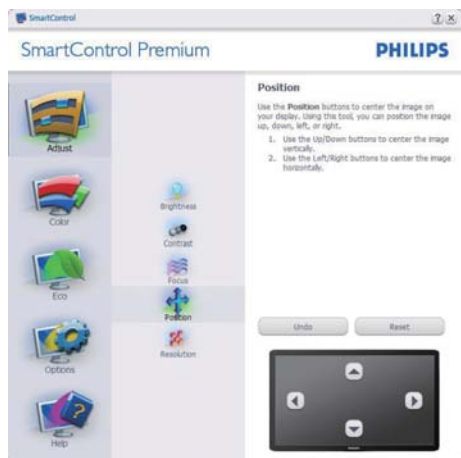 SmartControl
SmartControl Premium
PHILIPS
Adjust
Color
Eco
Options
Help
Brightness
Contrast
Focus
Position
Resolution
Position
Use the Position buttons to center the image on
your display. Using this tool, you can position the image
up, down, left, or right.
1. Use the Up/Down buttons to center the image
vertically.
2. Use the Left/Right buttons to center the image
horizontally.
Undo
Reset